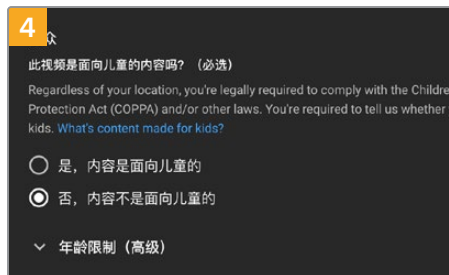 4
众
此视频是面向儿童的内容吗？（必选）
Regardless of your location, you're legally required to comply with the Childre
Protection Act (COPPA) and/or other laws. You're required to tell us whether
kids. What's content made for kids?
是，内容是面向儿童的
否，内容不是面向儿童的
年龄限制（高级）